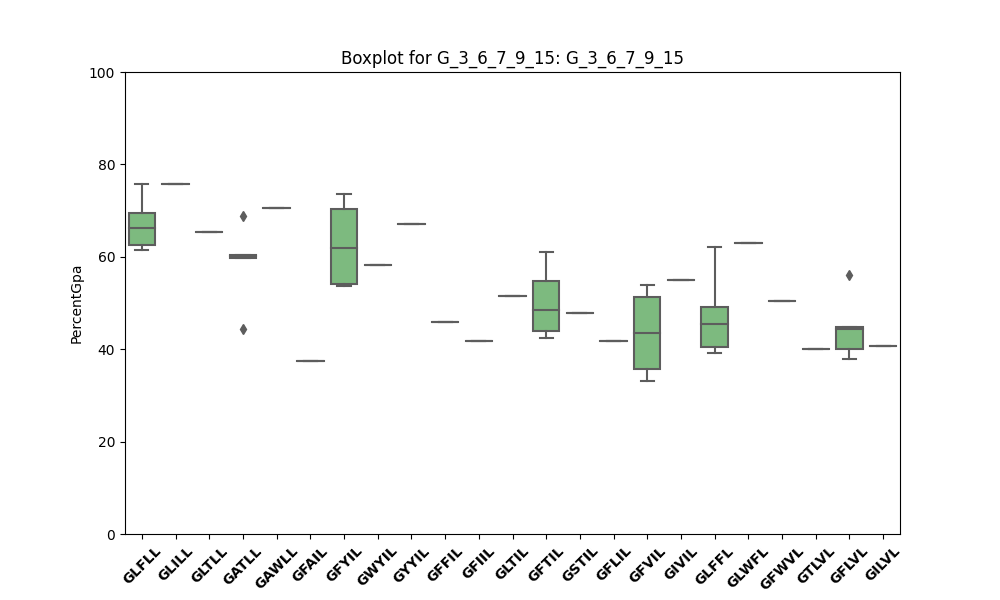 Boxplot for G_3_6_7_9_15: G_3_6_7_9_15
100
80
60
40
20
0
PercentGpa
GLFLL
GLILL
GLTLL
GATLL
GAWLL
GFAIL
GFYIL
GWYIL
GYYIL
GFFIL
GFIIL
GLTIL
GFTIL
GSTIL
GFLIL
GFVIL
GIVIL
GLFFL
GLWFL
GFWVL
GTLVL
GFLVL
GILVL